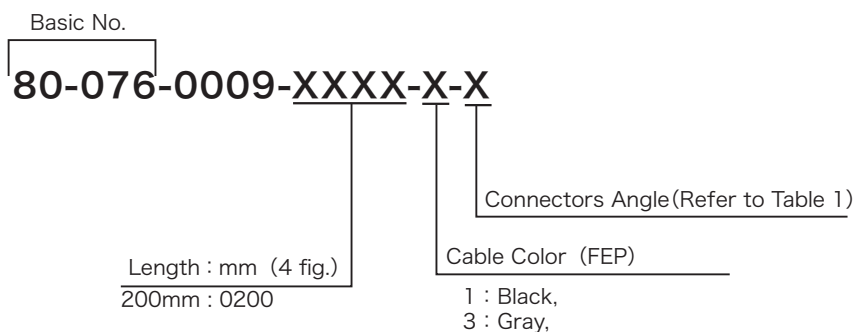 Basic No.
80-076-0009-XXXX-X-X
Connectors Angle(Refer to Table 1)
Cable Color (FEP)
Length : mm (4 fig.)
200mm : 0200
1 : Black,
3 : Gray,